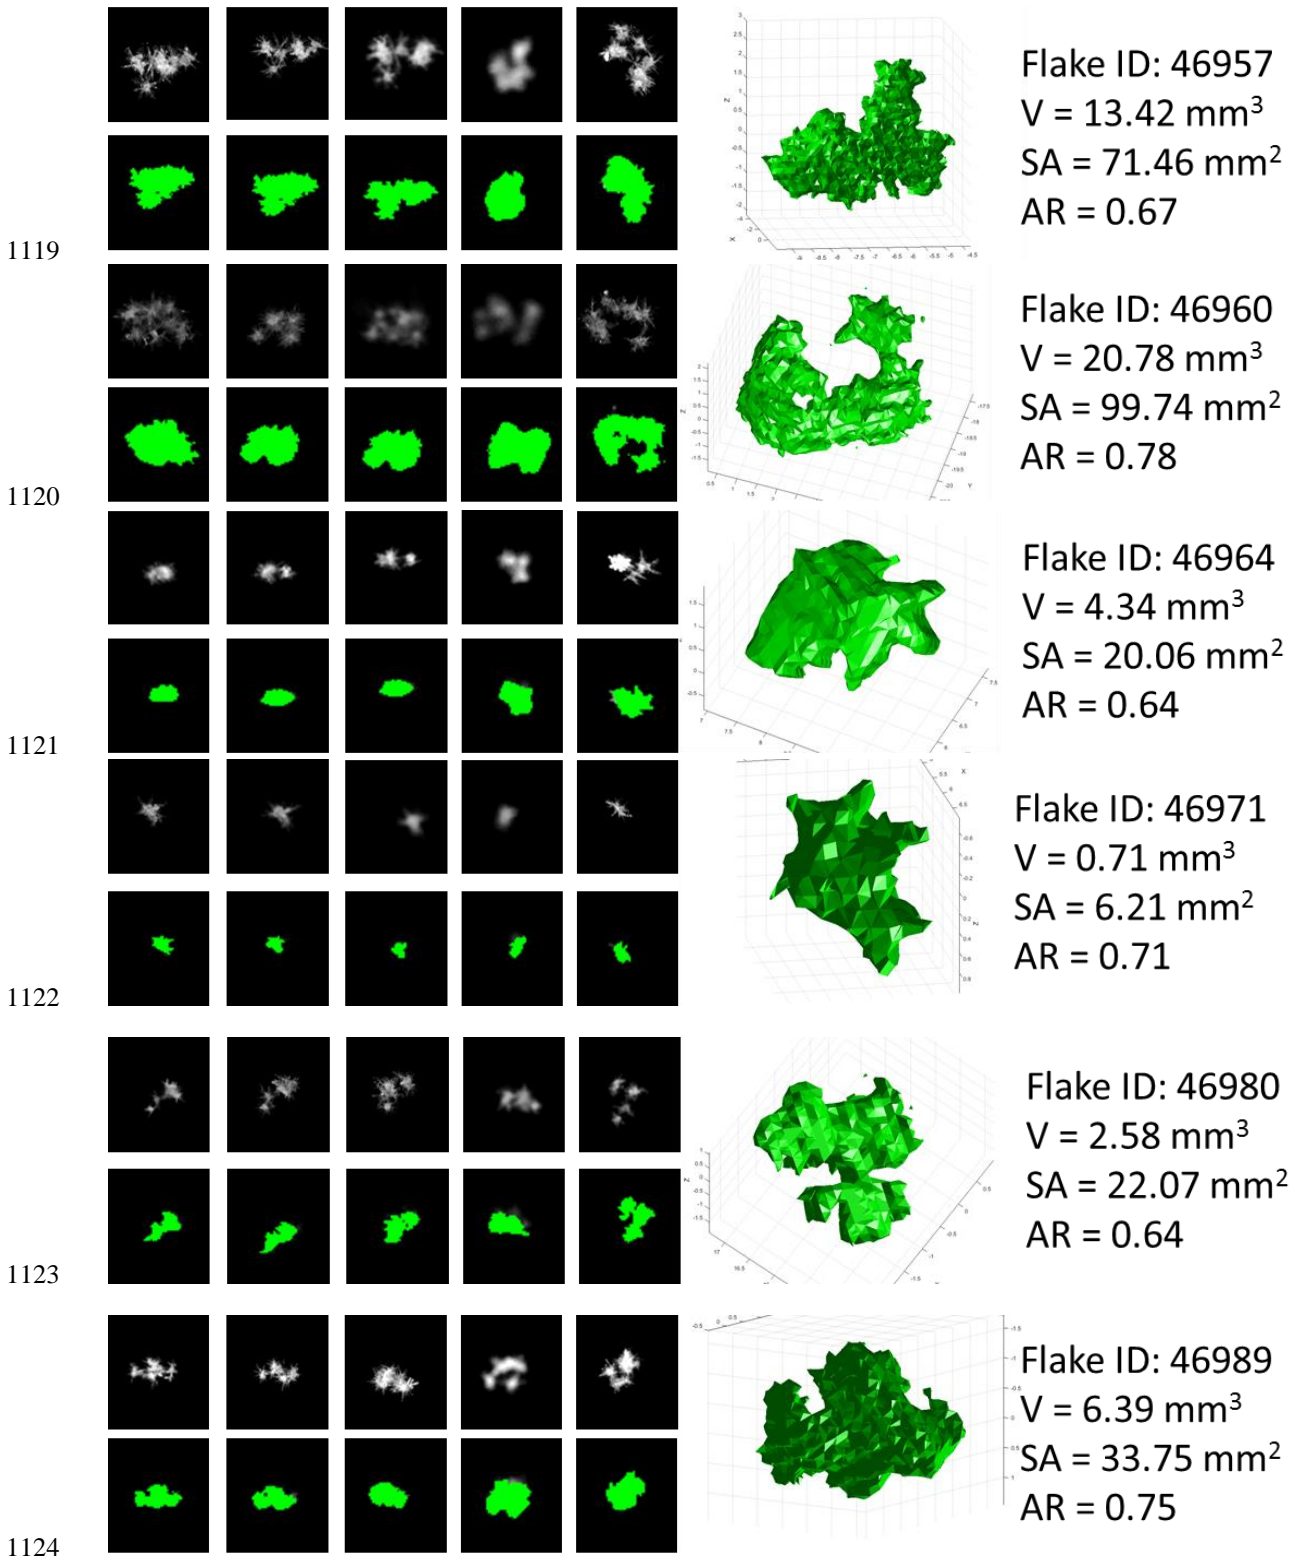 Flake ID: 46957
V = 13.42 mm³
SA = 71.46 mm²
AR = 0.67
1119
Flake ID: 46960
V = 20.78 mm³
SA = 99.74 mm²
AR = 0.78
1120
Flake ID: 46964
V = 4.34 mm³
SA = 20.06 mm²
AR = 0.64
1121
Flake ID: 46971
V = 0.71 mm³
SA = 6.21 mm²
AR = 0.71
1122
Flake ID: 46980
V = 2.58 mm³
SA = 22.07 mm²
AR = 0.64
1123
Flake ID: 46989
V = 6.39 mm³
SA = 33.75 mm²
AR = 0.75
1124